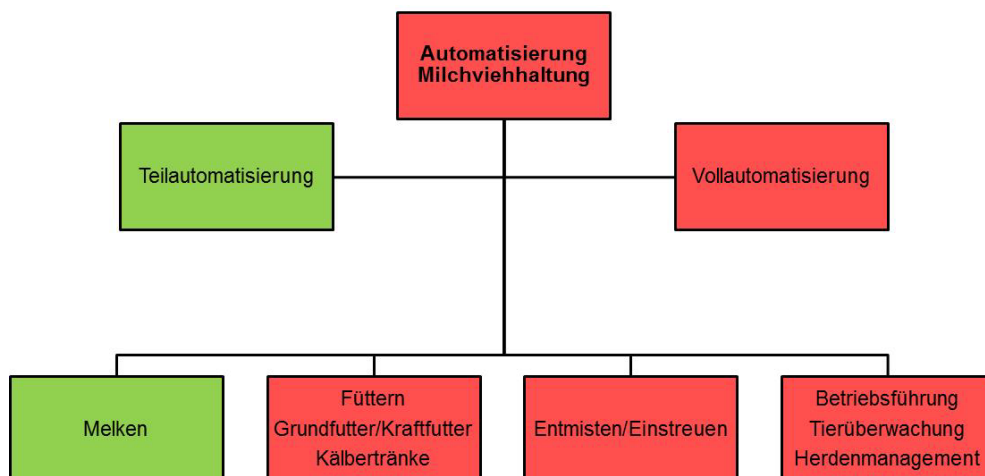 Automatisierung
Milchviehhaltung
Teilautomatisierung
Vollautomatisierung
Melken
Füttern
Grundfutter/Kraftfutter
Kälbertränke
Entmisten/Einstreuen
Betriebsführung
Tierüberwachung
Herdenmanagement